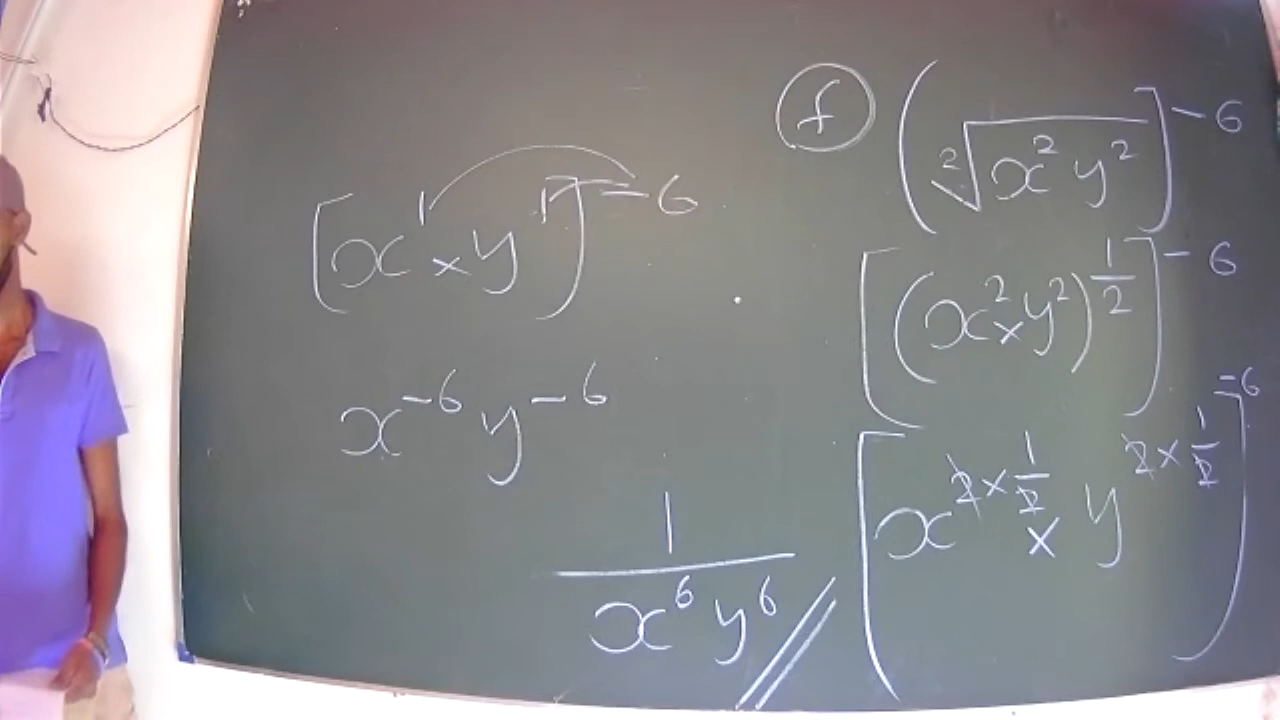 f (²√x² y²)⁻⁶
[(x² × y²)^(1/2)]⁻⁶
[x^(2 × 1/2) × y^(2 × 1/2)]⁻⁶
[x¹ × y¹]⁻⁶
x⁻⁶ y⁻⁶
1/(x⁶ y⁶)